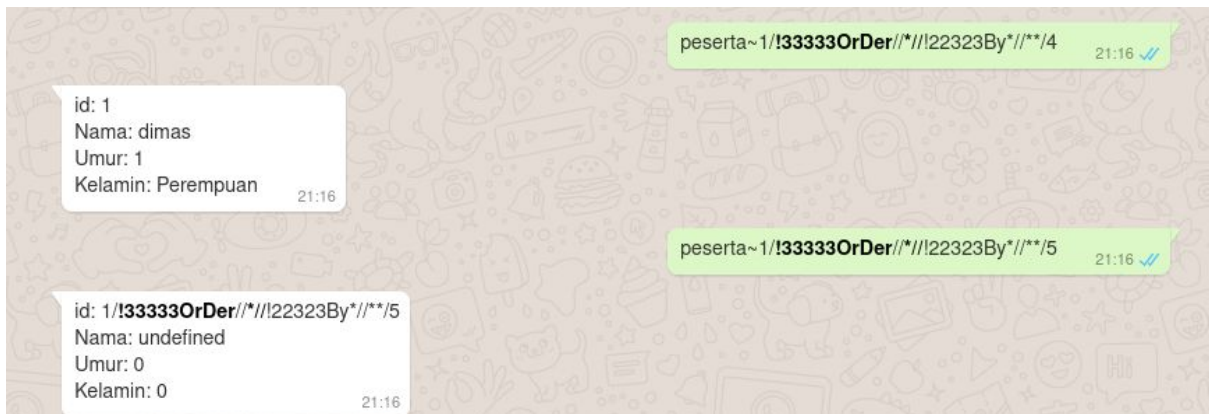 peserta~1/!33333OrDer//*//!22323By*//**/4
21:16
id: 1
Nama: dimas
Umur: 1
Kelamin: Perempuan
21:16
peserta~1/!33333OrDer//*//!22323By*//**/5
21:16
id: 1/!33333OrDer//*//!22323By*//**/5
Nama: undefined
Umur: 0
Kelamin: 0
21:16